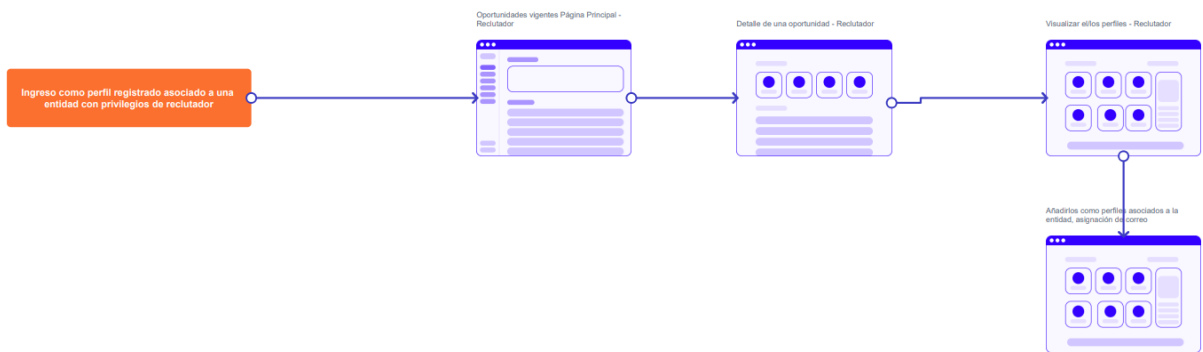 Oportunidades vigentes Página Principal -
Reclutador
Detalle de una oportunidad - Reclutador
Visualizar el/los perfiles - Reclutador
Ingreso como perfil registrado asociado a una
entidad con privilegios de reclutador
Añadirlos como perfiles asociados a la
entidad, asignación de correo